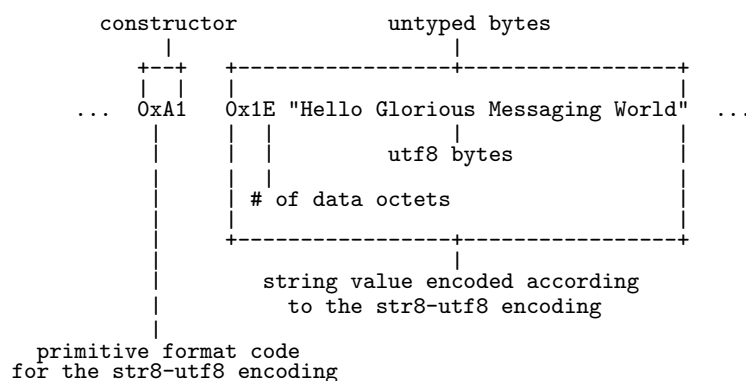 constructor untyped bytes
... 0xA1 0x1E "Hello Glorious Messaging World" ...
utf8 bytes
# of data octets
string value encoded according
to the str8-utf8 encoding
primitive format code
for the str8-utf8 encoding